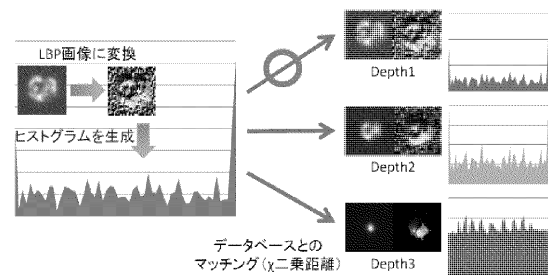 LBP画像に変換
ヒストグラムを生成
Depth1
Depth2
Depth3
データベースとの
マッチング(χ二乗距離)